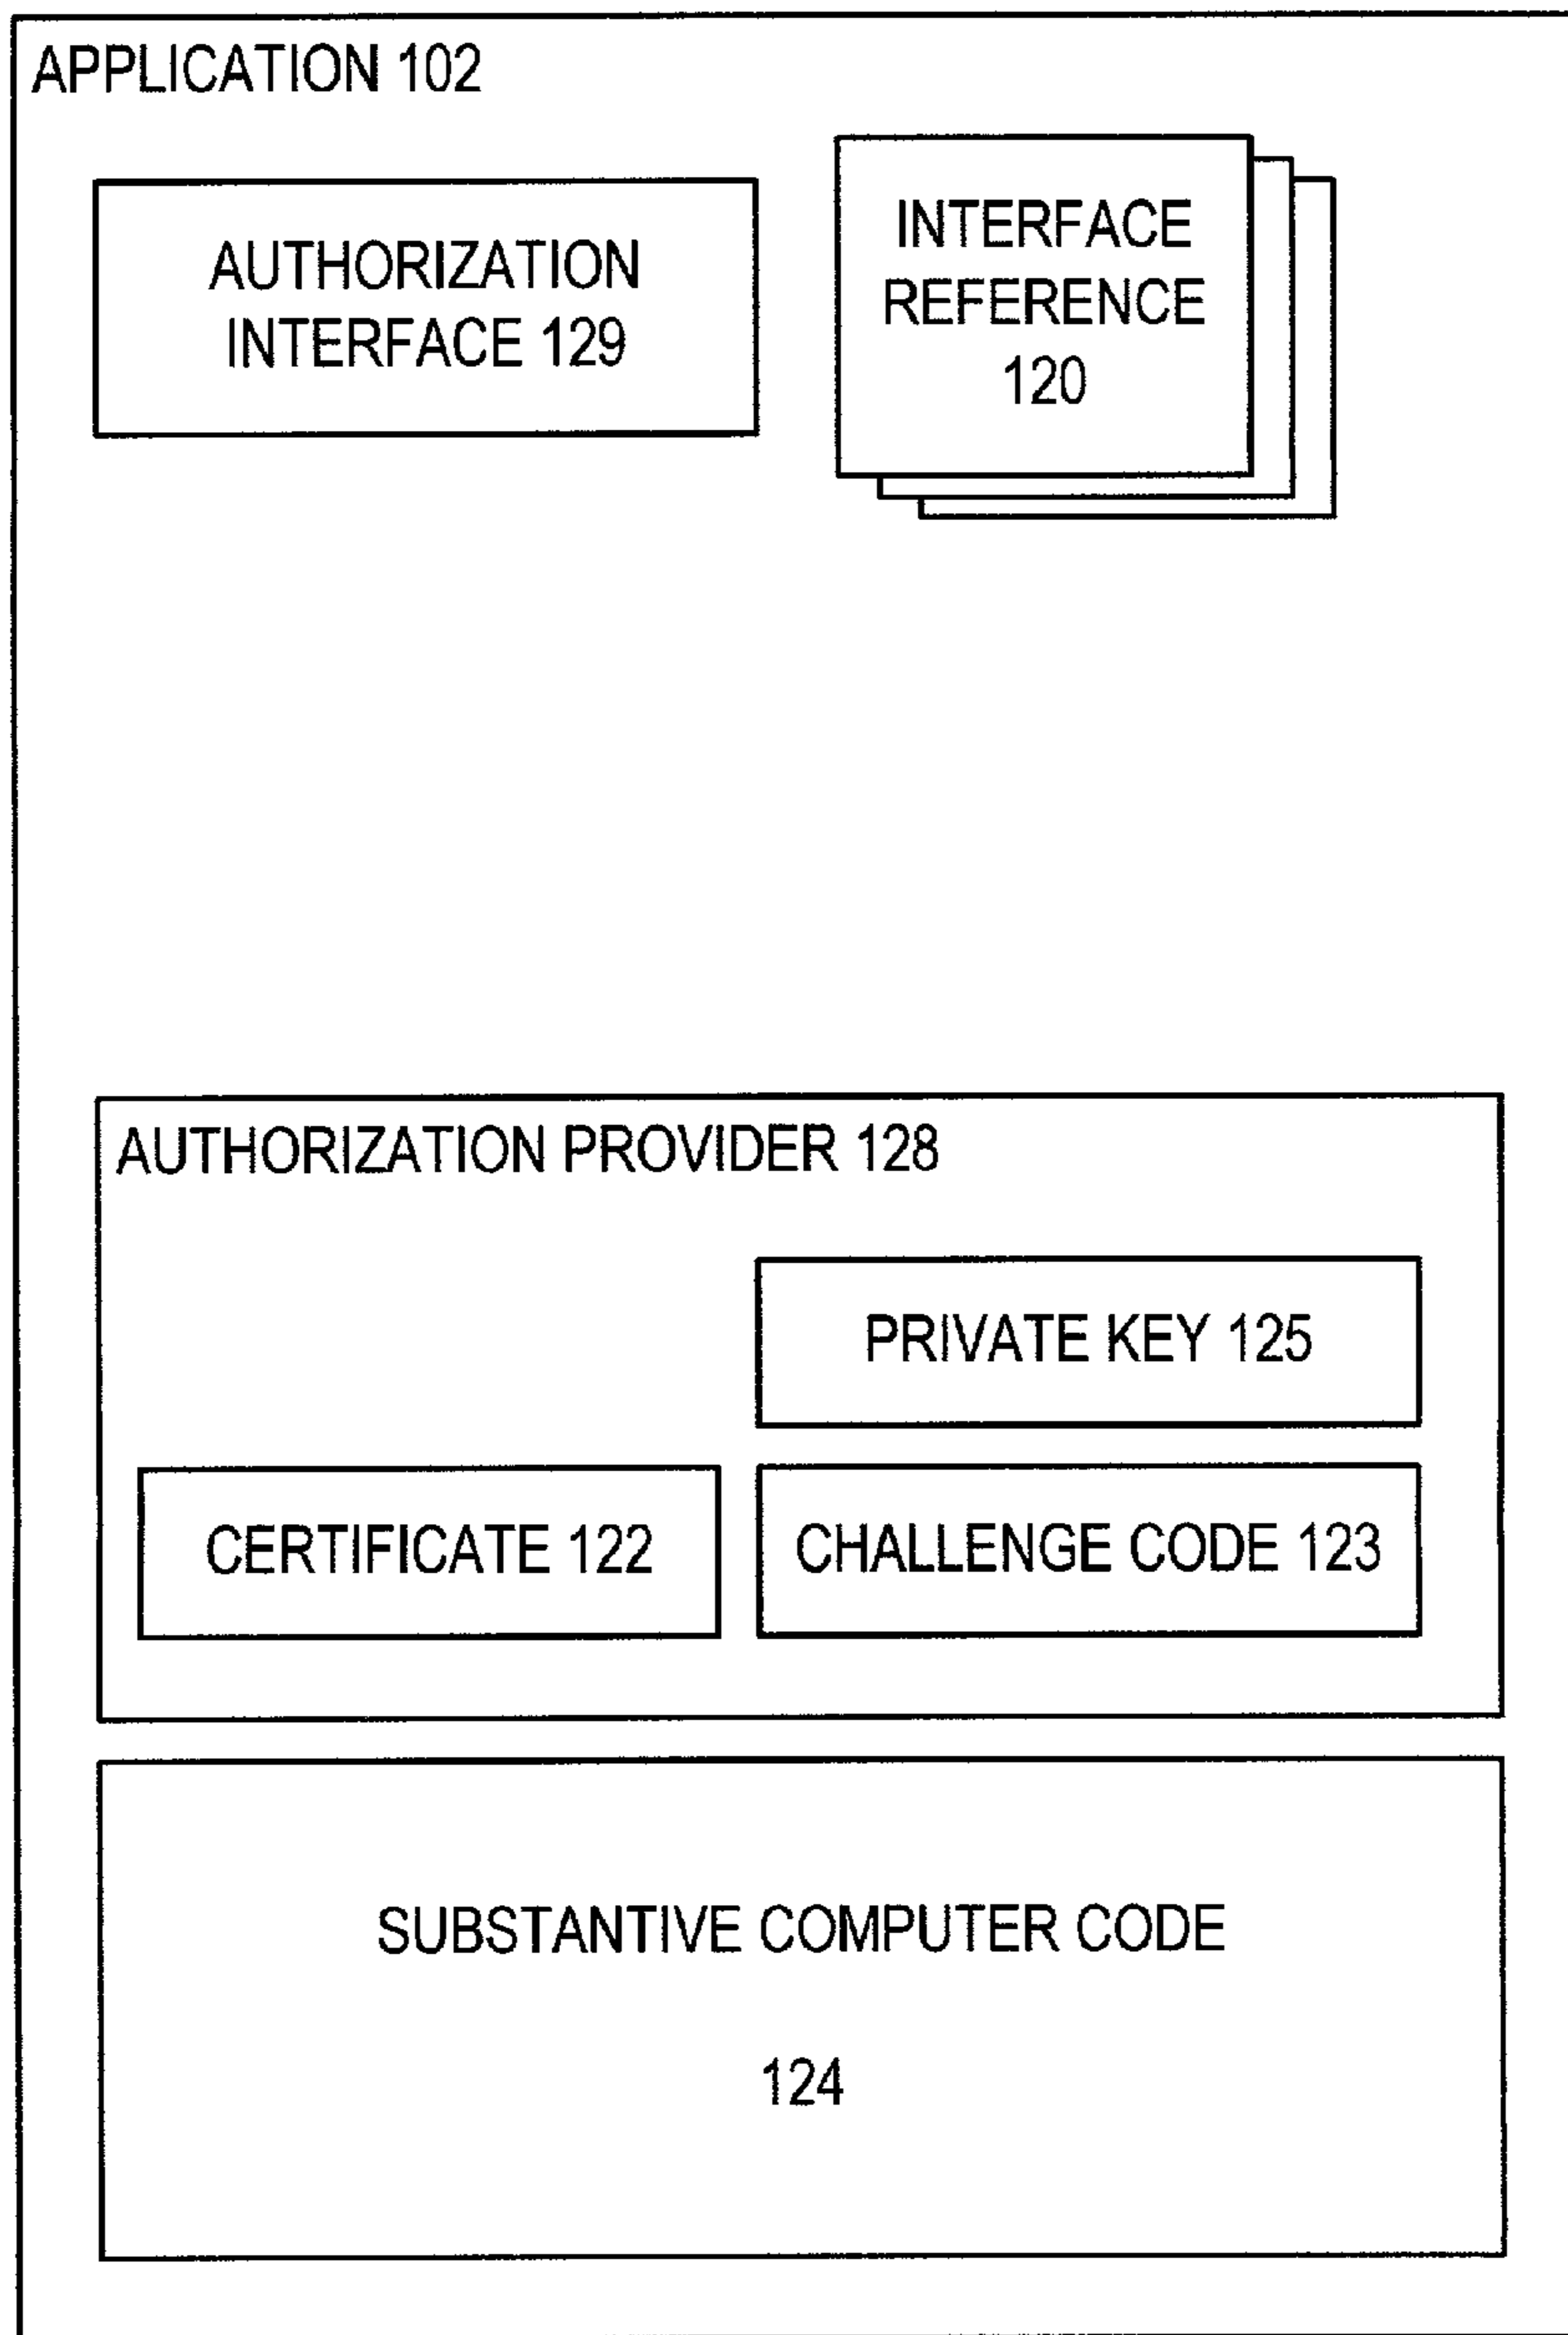 APPLICATION 102
AUTHORIZATION
INTERFACE 129
INTERFACE
REFERENCE
120
AUTHORIZATION PROVIDER 128
PRIVATE KEY 125
CERTIFICATE 122
CHALLENGE CODE 123
SUBSTANTIVE COMPUTER CODE
124